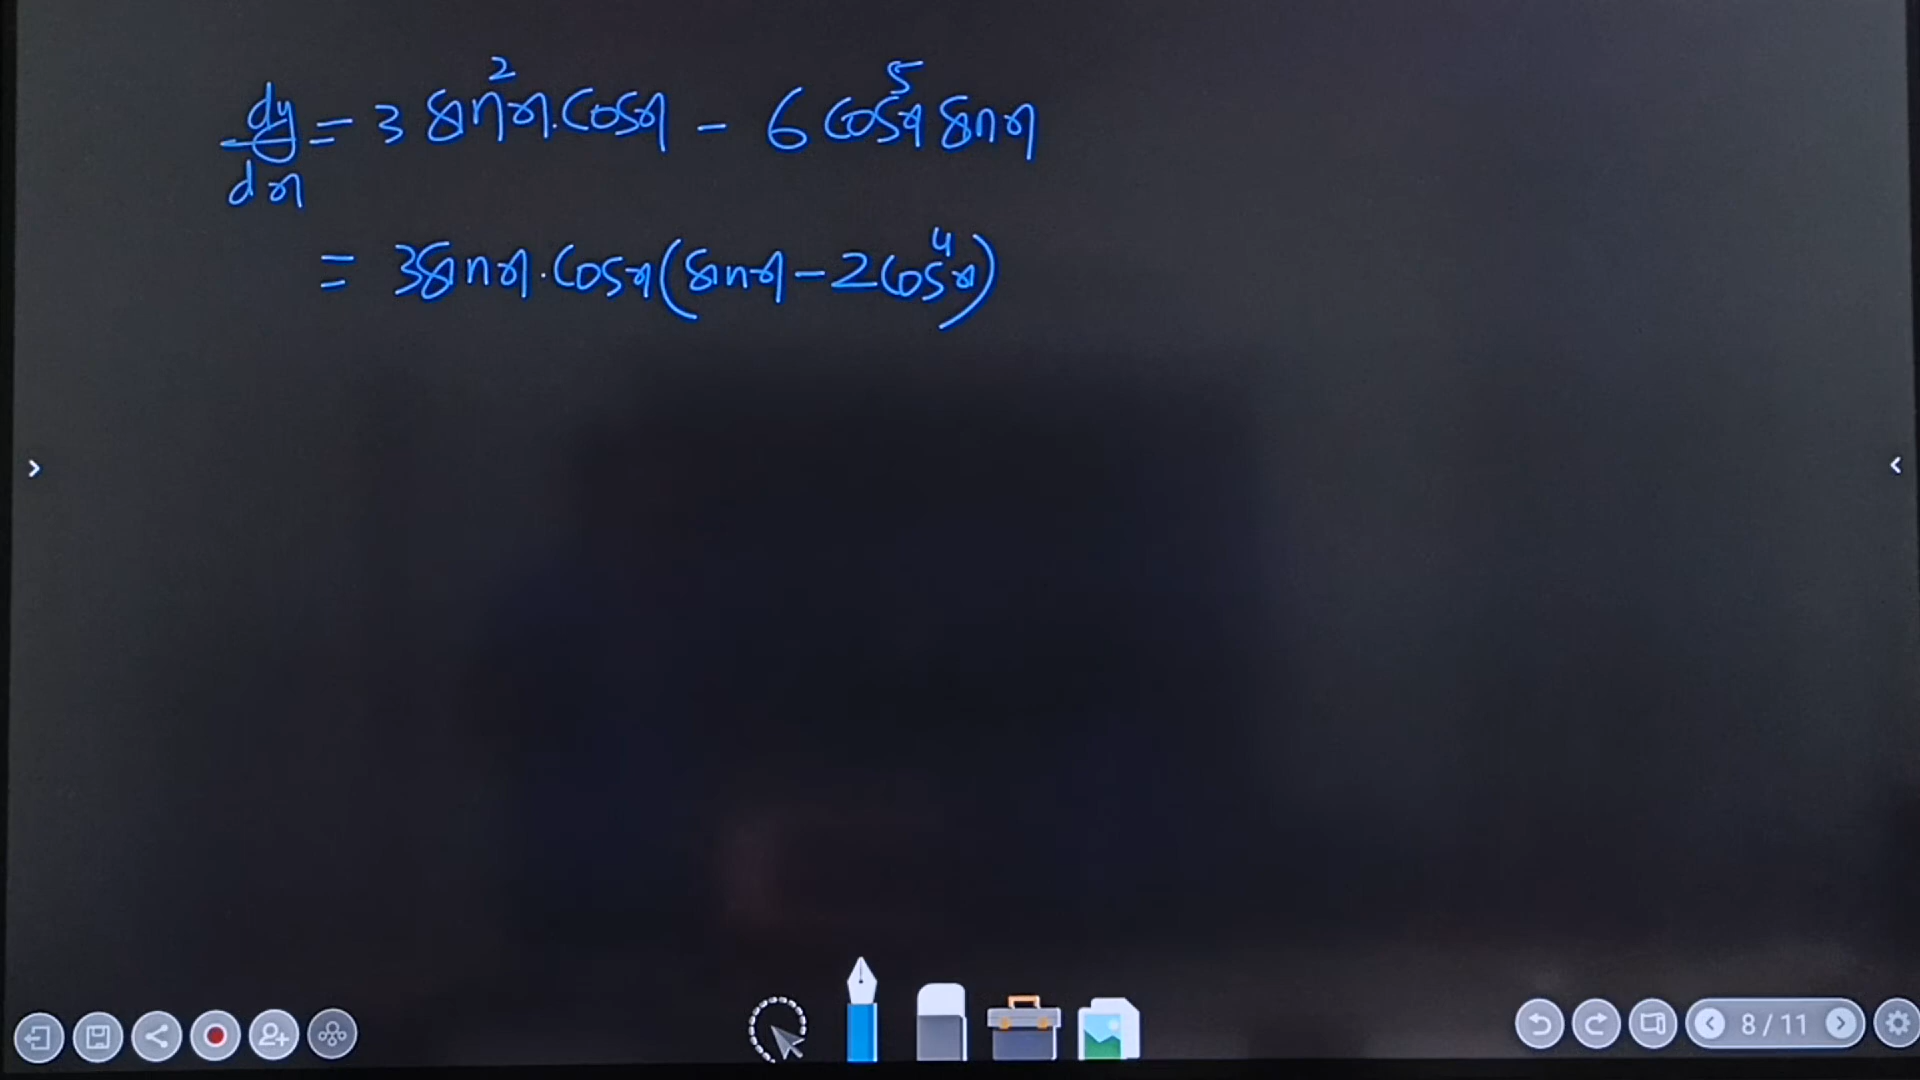 dy/dx = 3 sin²x.cosx - 6 cos⁵x sinx
= 3sinx.cosx(sinx-2cos⁴x)
8 / 11